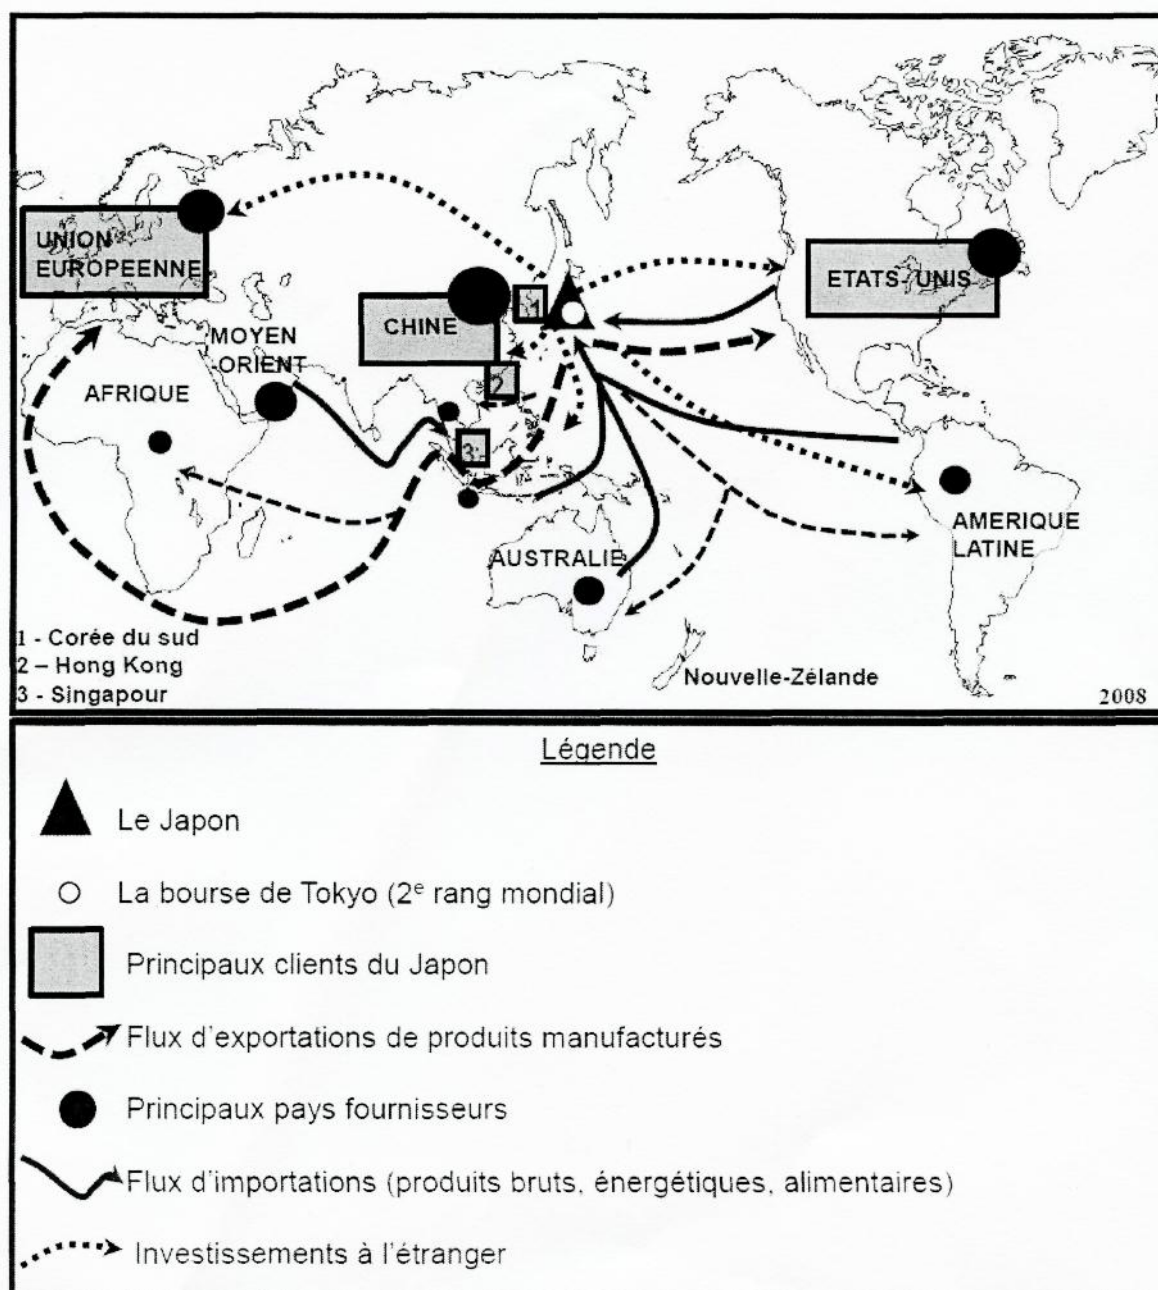 UNION
EUROPEENNE
ETATS-UNIS
CHINE
1
MOYEN
-ORIENT
2
AFRIQUE
3
AMERIQUE
LATINE
AUSTRALIE
1 - Corée du sud
2 – Hong Kong
3 - Singapour
Nouvelle-Zélande
2008
Légende
Le Japon
La bourse de Tokyo (2e rang mondial)
Principaux clients du Japon
Flux d'exportations de produits manufacturés
Principaux pays fournisseurs
Flux d'importations (produits bruts, énergétiques, alimentaires)
Investissements à l'étranger